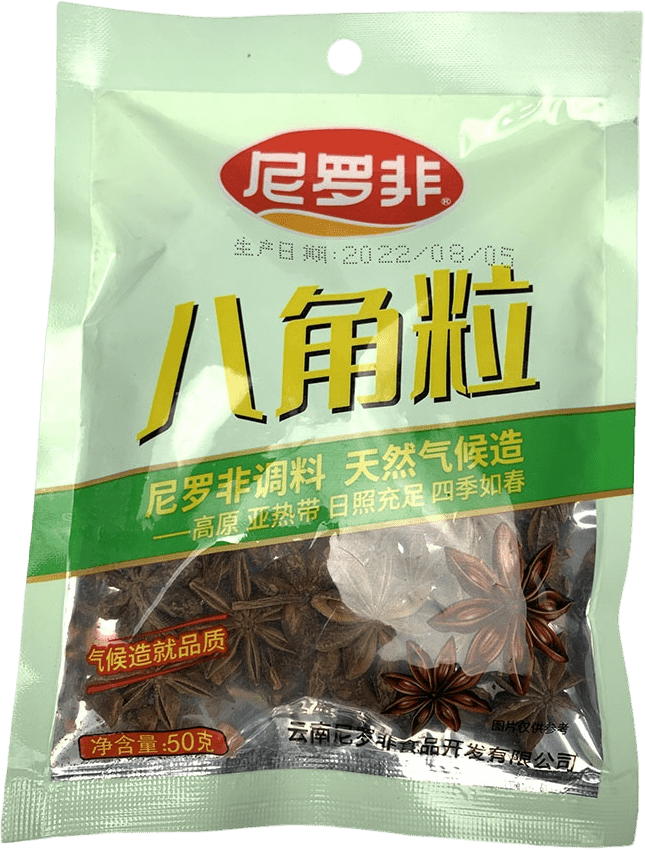 尼罗非®
生产日期:2022/08/05
八角粒
尼罗非调料 天然气候造
——高原 亚热带 日照充足 四季如春
气候造就品质
图片仅供参考
净含量:50克
云南尼罗非食品开发有限公司